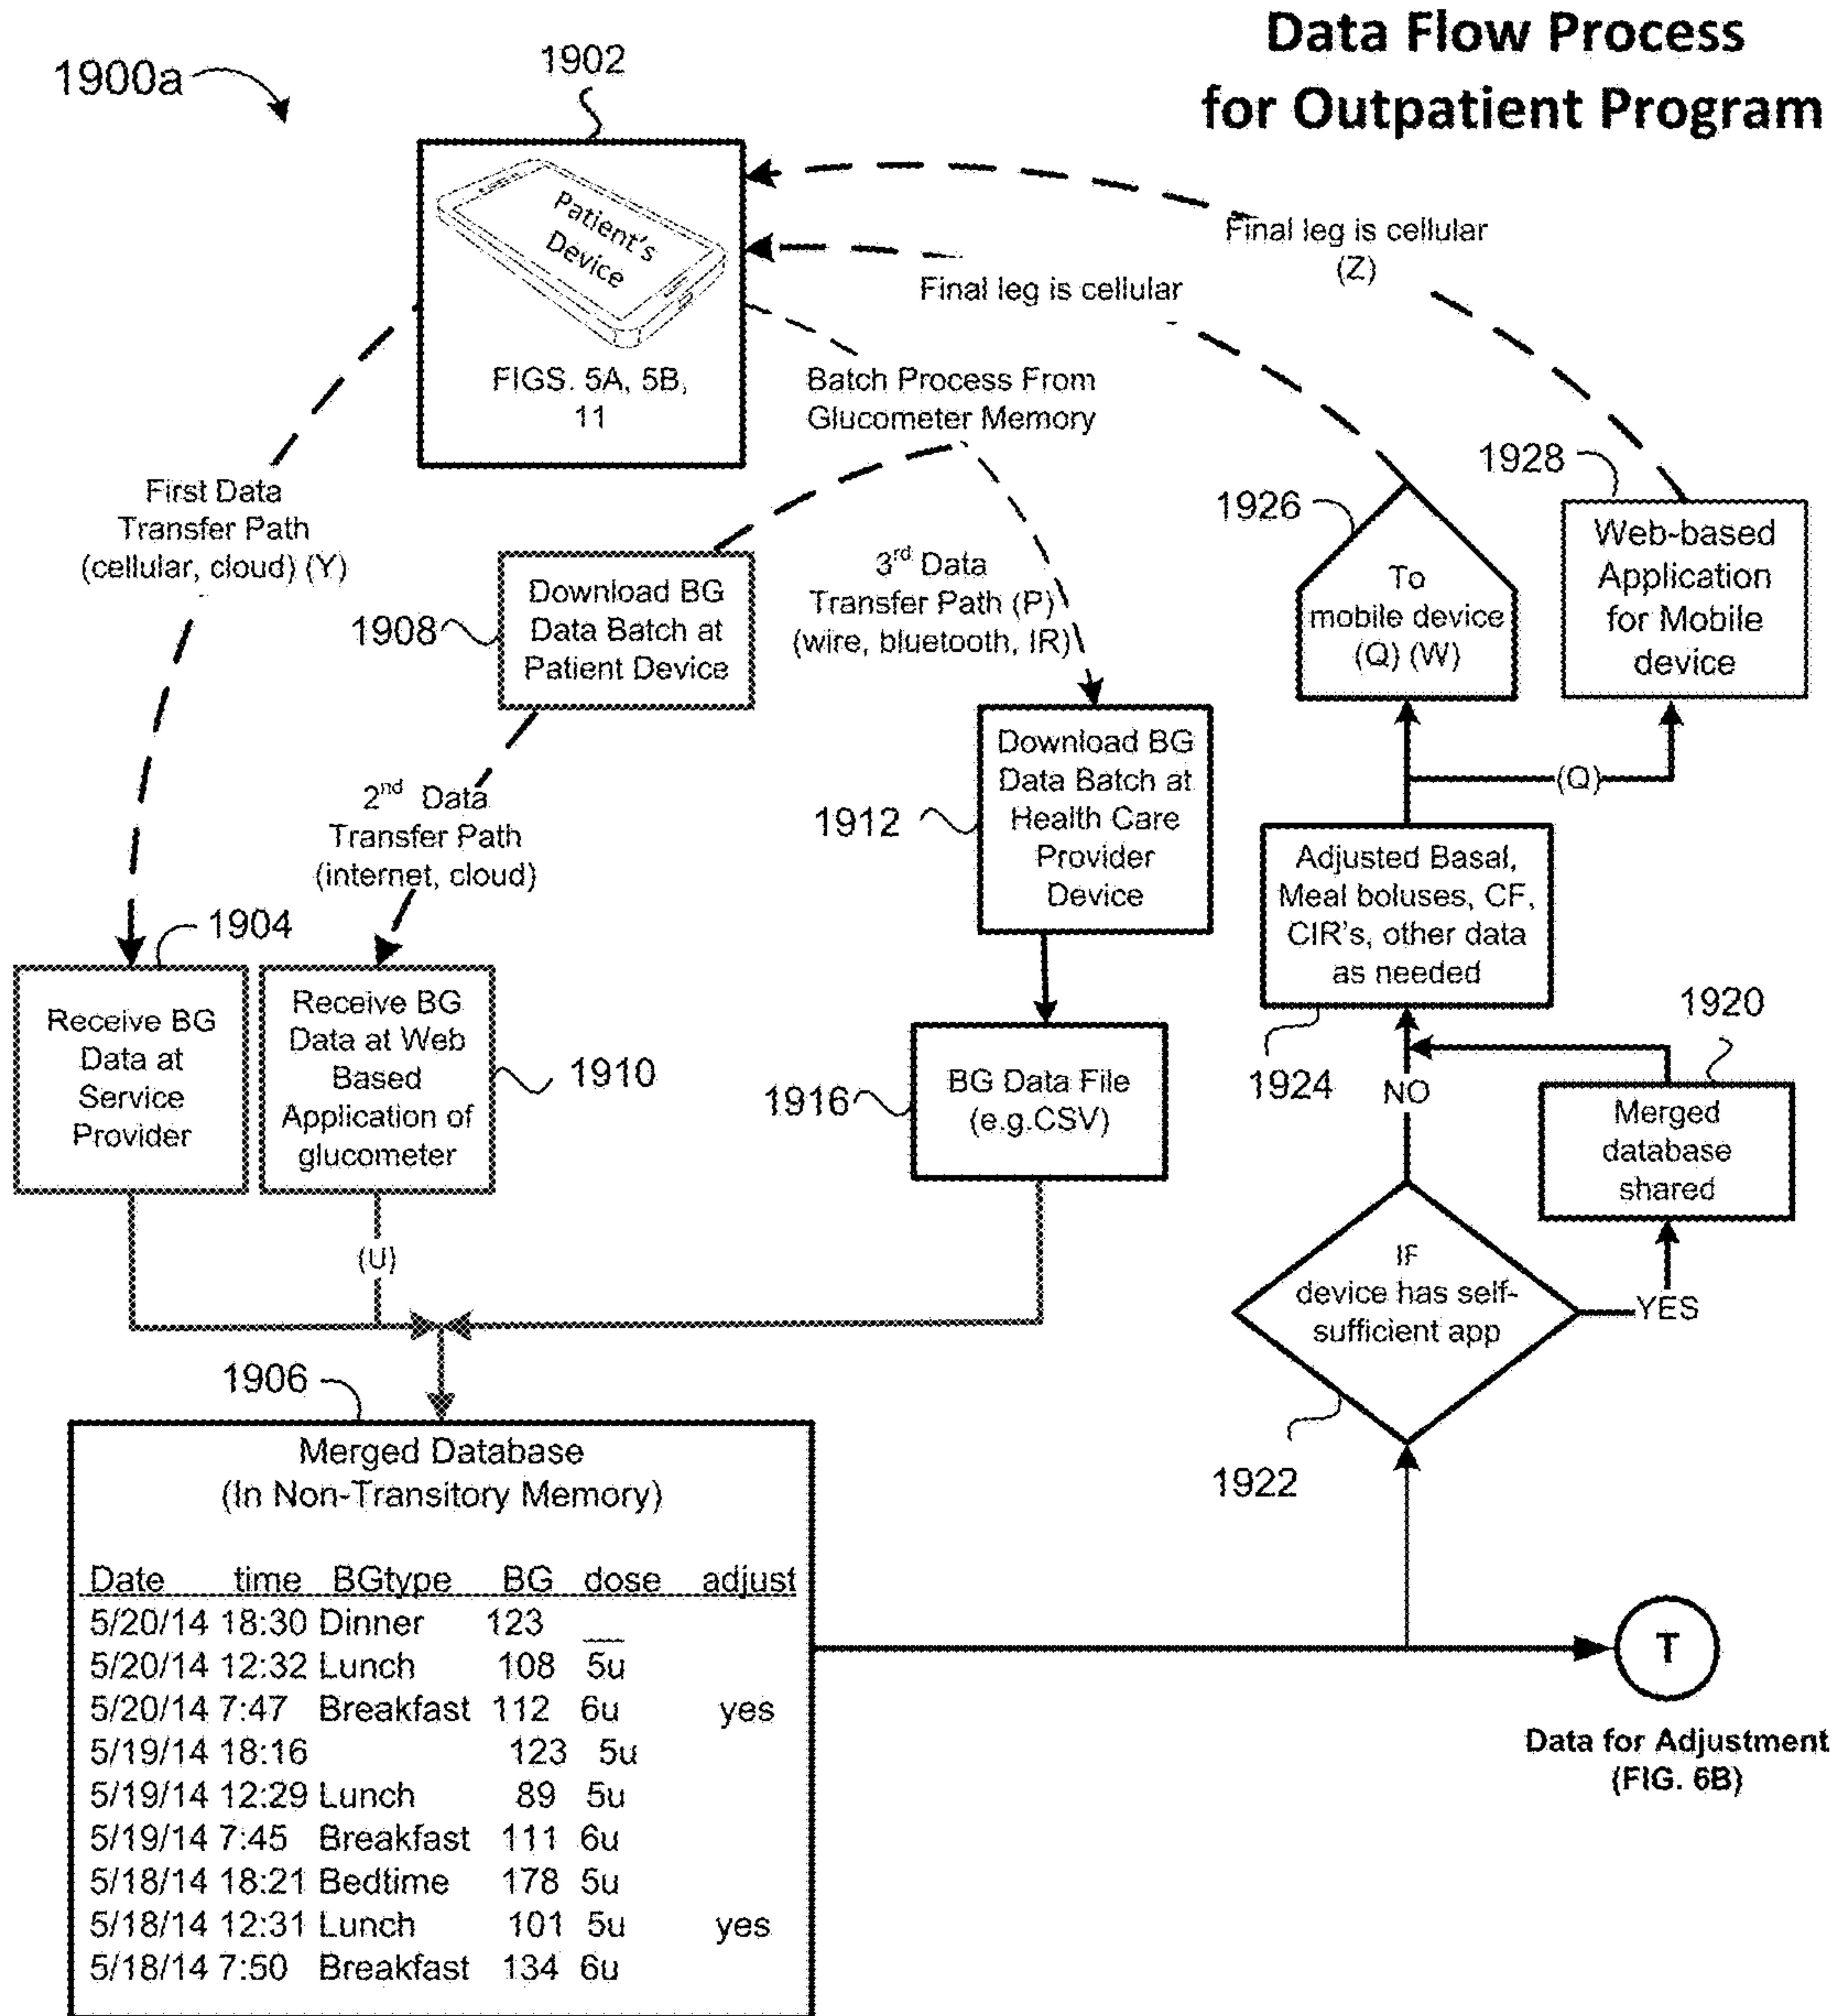 Data Flow Process
for Outpatient Program
1900a
1902
Patient's
Device
FIGS. 5A, 5B,
11
Final leg is cellular
(Z)
Final leg is cellular
Batch Process From
Glucometer Memory
First Data
Transfer Path
(cellular, cloud) (Y)
1908
Download BG
Data Batch at
Patient Device
3rd Data
Transfer Path (P)
(wire, bluetooth, IR)
1926
To
mobile device
(Q) (W)
1928
Web-based
Application
for Mobile
device
(Q)
2nd Data
Transfer Path
(internet, cloud)
1912
Download BG
Data Batch at
Health Care
Provider
Device
Adjusted Basal,
Meal boluses, CF,
CIR's, other data
as needed
1924
1904
Receive BG
Data at
Service
Provider
Receive BG
Data at Web
Based
Application of
glucometer
1910
1916
BG Data File
(e.g.CSV)
1920
Merged
database
shared
NO
(U)
IF
device has self-
sufficient app
YES
1922
1906
Merged Database
(In Non-Transitory Memory)
Date time BGtype BG dose adjust
5/20/14 18:30 Dinner 123
5/20/14 12:32 Lunch 108 5u
5/20/14 7:47 Breakfast 112 6u yes
5/19/14 18:16 123 5u
5/19/14 12:29 Lunch 89 5u
5/19/14 7:45 Breakfast 111 6u
5/18/14 18:21 Bedtime 178 5u
5/18/14 12:31 Lunch 101 5u yes
5/18/14 7:50 Breakfast 134 6u
T
Data for Adjustment
(FIG. 6B)